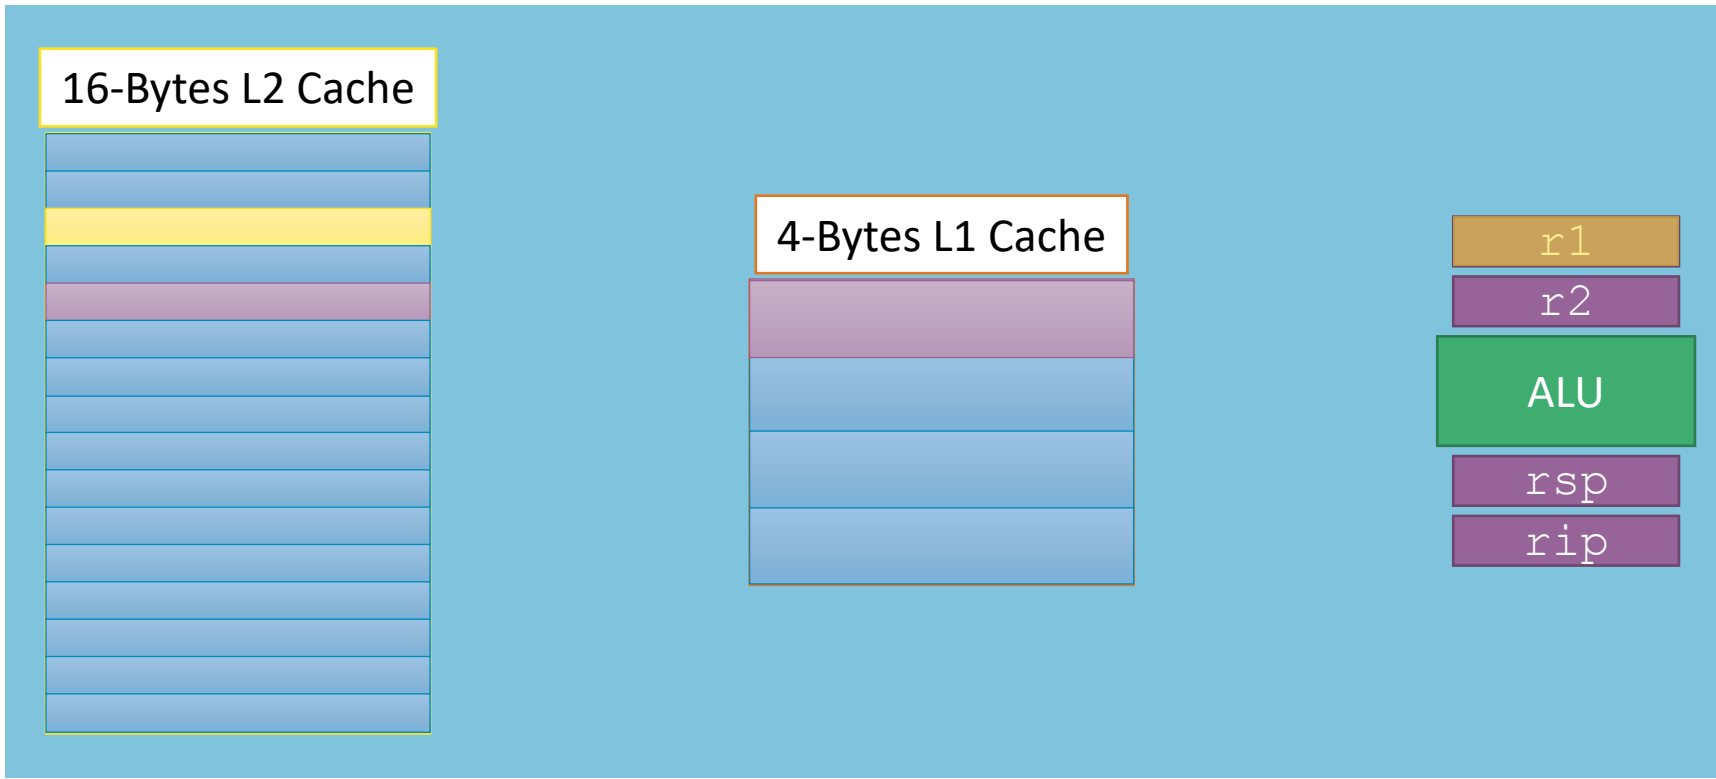 16-Bytes L2 Cache
4-Bytes L1 Cache
r1
r2
ALU
rsp
rip